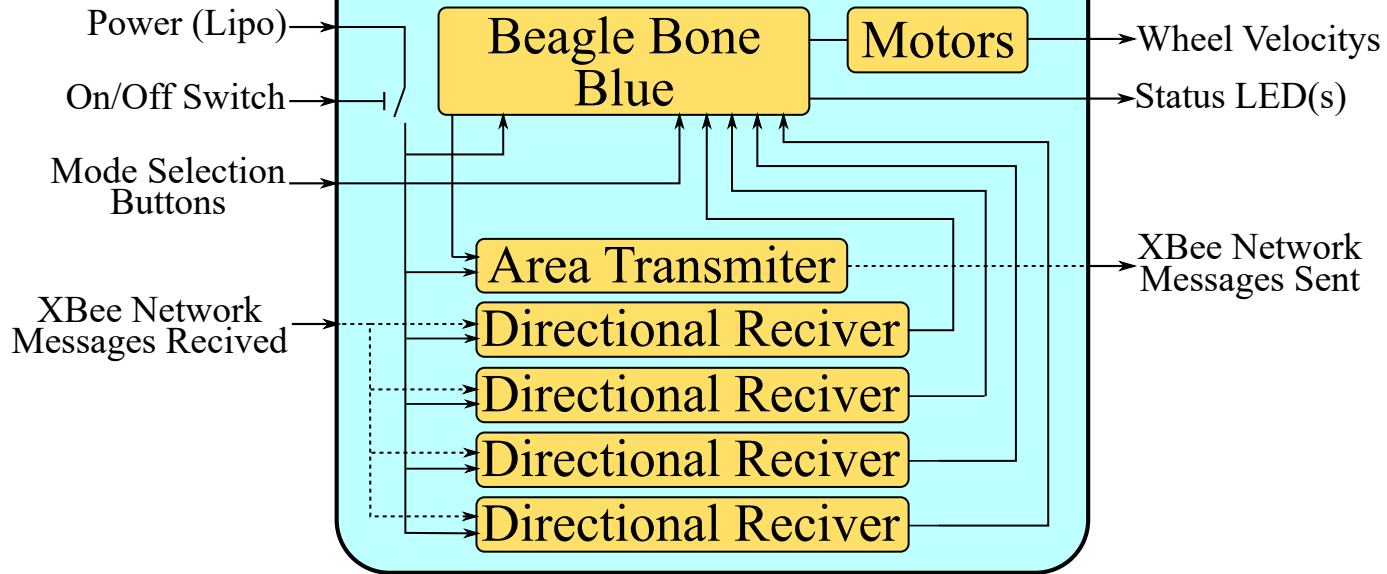 Power (Lipo)
On/Off Switch
Mode Selection
Buttons
XBee Network
Messages Recived
Beagle Bone
Blue
Motors
Area Transmiter
Directional Reciver
Directional Reciver
Directional Reciver
Directional Reciver
Wheel Velocitys
Status LED(s)
XBee Network
Messages Sent